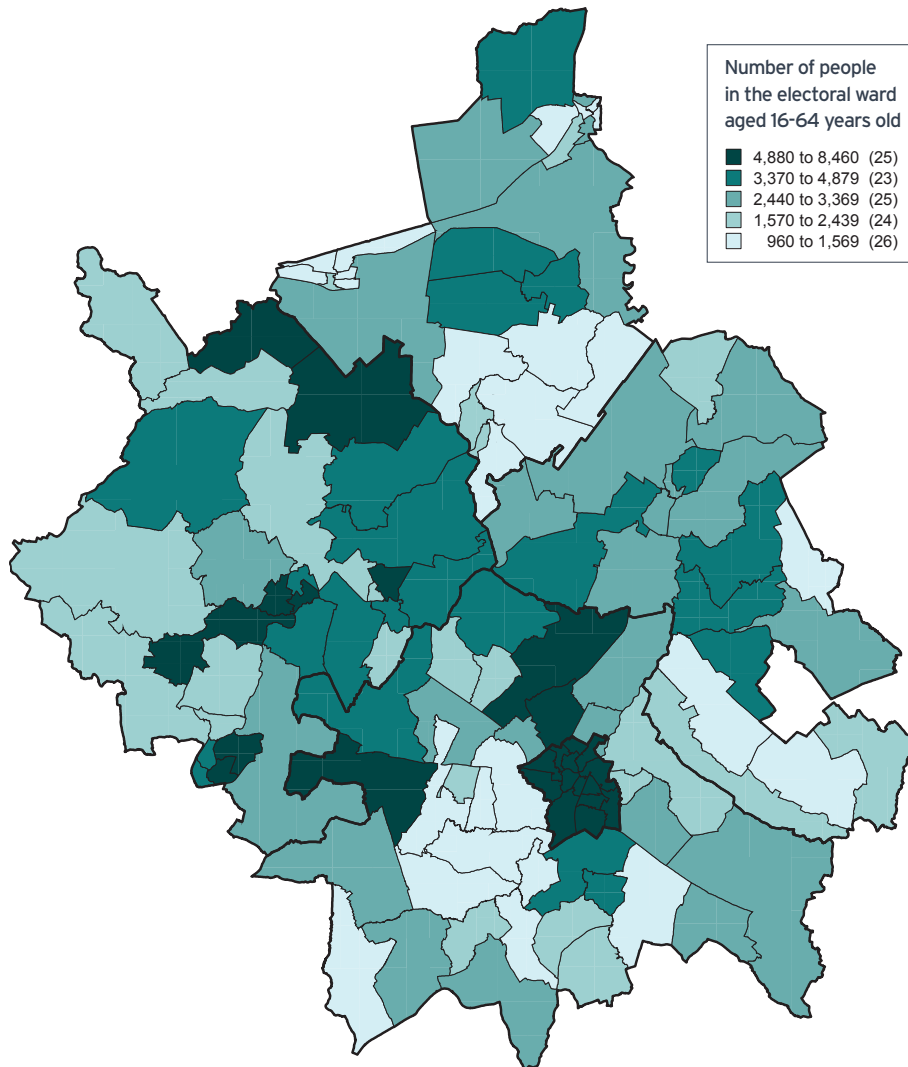 Number of people
in the electoral ward
aged 16-64 years old
4,880 to 8,460 (25)
3,370 to 4,879 (23)
2,440 to 3,369 (25)
1,570 to 2,439 (24)
960 to 1,569 (26)